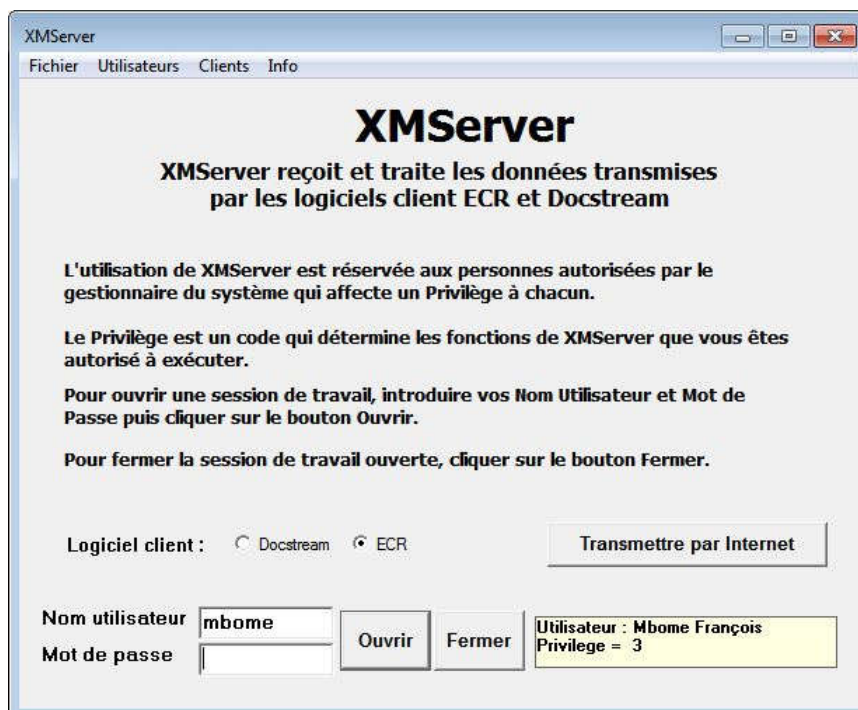 XMServer
Fichier Utilisateurs Clients Info
XMServer
XMServer reçoit et traite les données transmises
par les logiciels client ECR et Docstream
L'utilisation de XMServer est réservée aux personnes autorisées par le
gestionnaire du système qui affecte un Privilège à chacun.
Le Privilège est un code qui détermine les fonctions de XMServer que vous êtes
autorisé à exécuter.
Pour ouvrir une session de travail, introduire vos Nom Utilisateur et Mot de
Passe puis cliquer sur le bouton Ouvrir.
Pour fermer la session de travail ouverte, cliquer sur le bouton Fermer.
Logiciel client : Docstream ECR Transmettre par Internet
Nom utilisateur mbome
Mot de passe
Ouvrir Fermer
Utilisateur : Mbome François
Privilege = 3